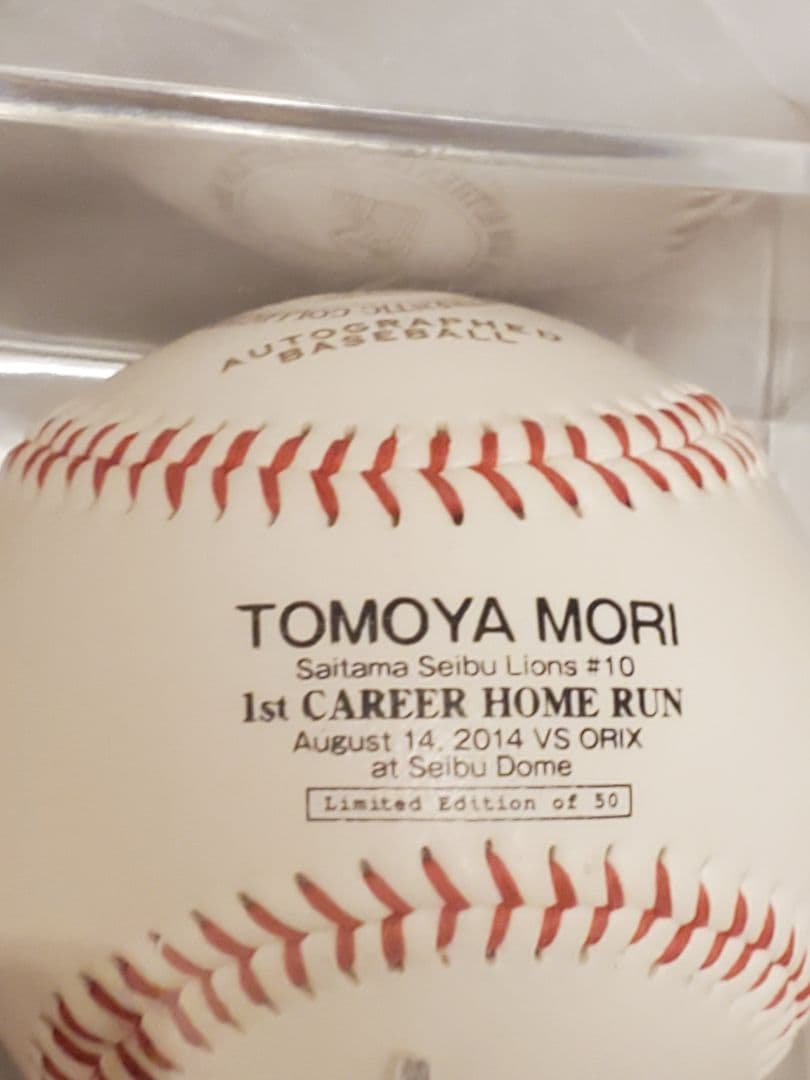 AUTOGRAPHED
BASEBALL
TOMOYA MORI
Saitama Seibu Lions #10
1st CAREER HOME RUN
August 14, 2014 VS ORIX
at Seibu Dome
Limited Edition of 50